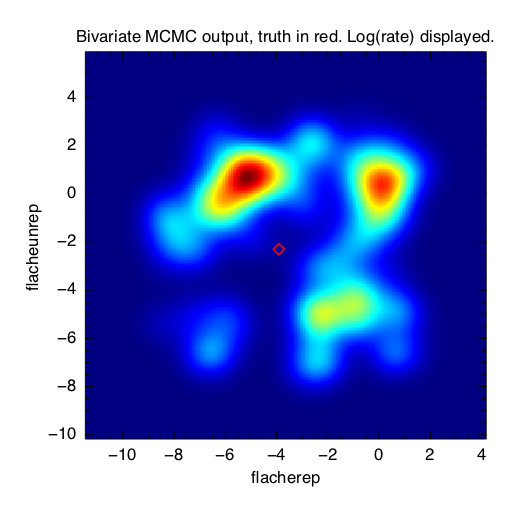 Bivariate MCMC output, truth in red. Log(rate) displayed.
4
2
0
−2
−4
−6
−8
−10
flacheunrep
−10 −8 −6 −4 −2 0 2 4
flacherep